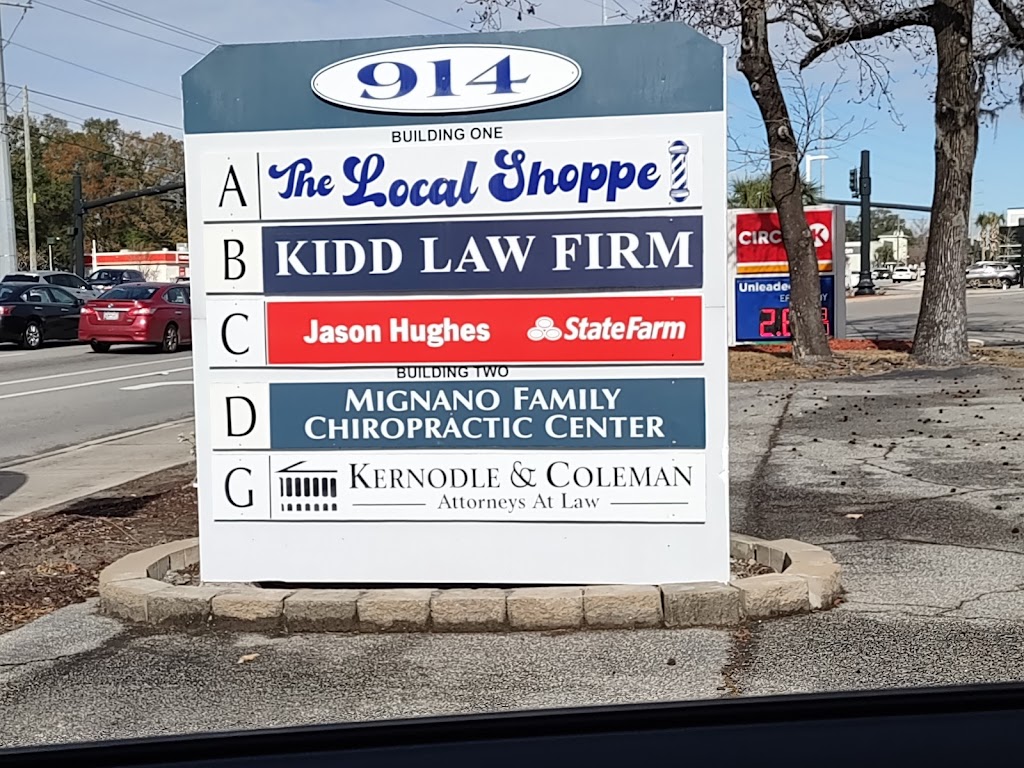 914
BUILDING ONE
A The Local Shoppe
B KIDD LAW FIRM
C Jason Hughes StateFarm
BUILDING TWO
D MIGNANO FAMILY
CHIROPRACTIC CENTER
G KERNODLE & COLEMAN
Attorneys At Law
K